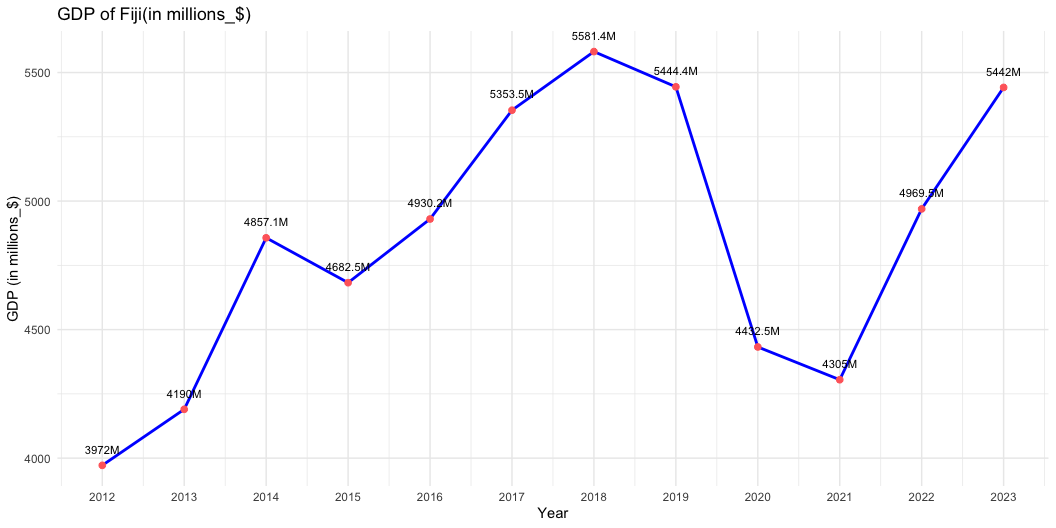 GDP of Fiji(in millions_$)
5581.4M
5444.4M
5442M
5500
5353.5M
4969.5M
4930.2M
5000
4857.1M
4682.5M
GDP (in millions_$)
4500
4432.5M
4305M
4190M
3972M
4000
2012 2013 2014 2015 2016 2017 2018 2019 2020 2021 2022 2023
Year